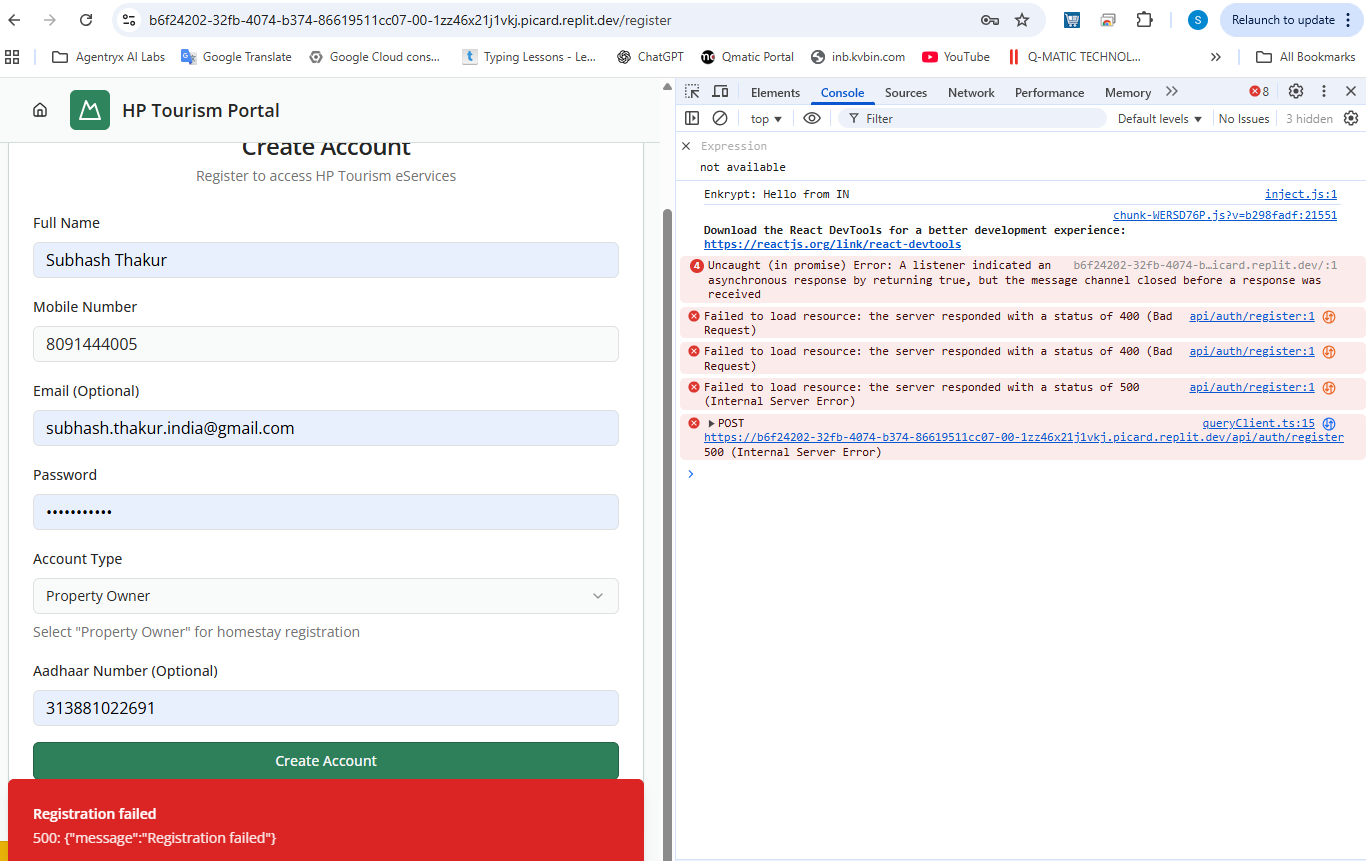 b6f24202-32fb-4074-b374-86619511cc07-00-1zz46x21j1vkj.picard.replit.dev/register
S
Relaunch to update
Agentryx AI Labs
Google Translate
Google Cloud cons...
Typing Lessons - Le...
ChatGPT
Qmatic Portal
inb.kvbin.com
YouTube
Q-MATIC TECHNOL...
»
All Bookmarks
HP Tourism Portal
Create Account
Register to access HP Tourism eServices
Full Name
Subhash Thakur
Mobile Number
8091444005
Email (Optional)
subhash.thakur.india@gmail.com
Password
•••••••••••
Account Type
Property Owner
Select "Property Owner" for homestay registration
Aadhaar Number (Optional)
313881022691
Create Account
Registration failed
500: {"message":"Registration failed"}
Elements Console Sources Network Performance Memory » 8
top Filter Default levels No Issues 3 hidden
Expression
not available
Enkrypt: Hello from IN inject.js:1
chunk-WERSD76P.js?v=b298fadf:21551
Download the React DevTools for a better development experience:
https://reactjs.org/link/react-devtools
4 Uncaught (in promise) Error: A listener indicated an b6f24202-32fb-4074-b…icard.replit.dev/:1
asynchronous response by returning true, but the message channel closed before a response was
received
Failed to load resource: the server responded with a status of 400 (Bad api/auth/register:1
Request)
Failed to load resource: the server responded with a status of 400 (Bad api/auth/register:1
Request)
Failed to load resource: the server responded with a status of 500 api/auth/register:1
(Internal Server Error)
POST queryClient.ts:15
https://b6f24202-32fb-4074-b374-86619511cc07-00-1zz46x21j1vkj.picard.replit.dev/api/auth/register
500 (Internal Server Error)